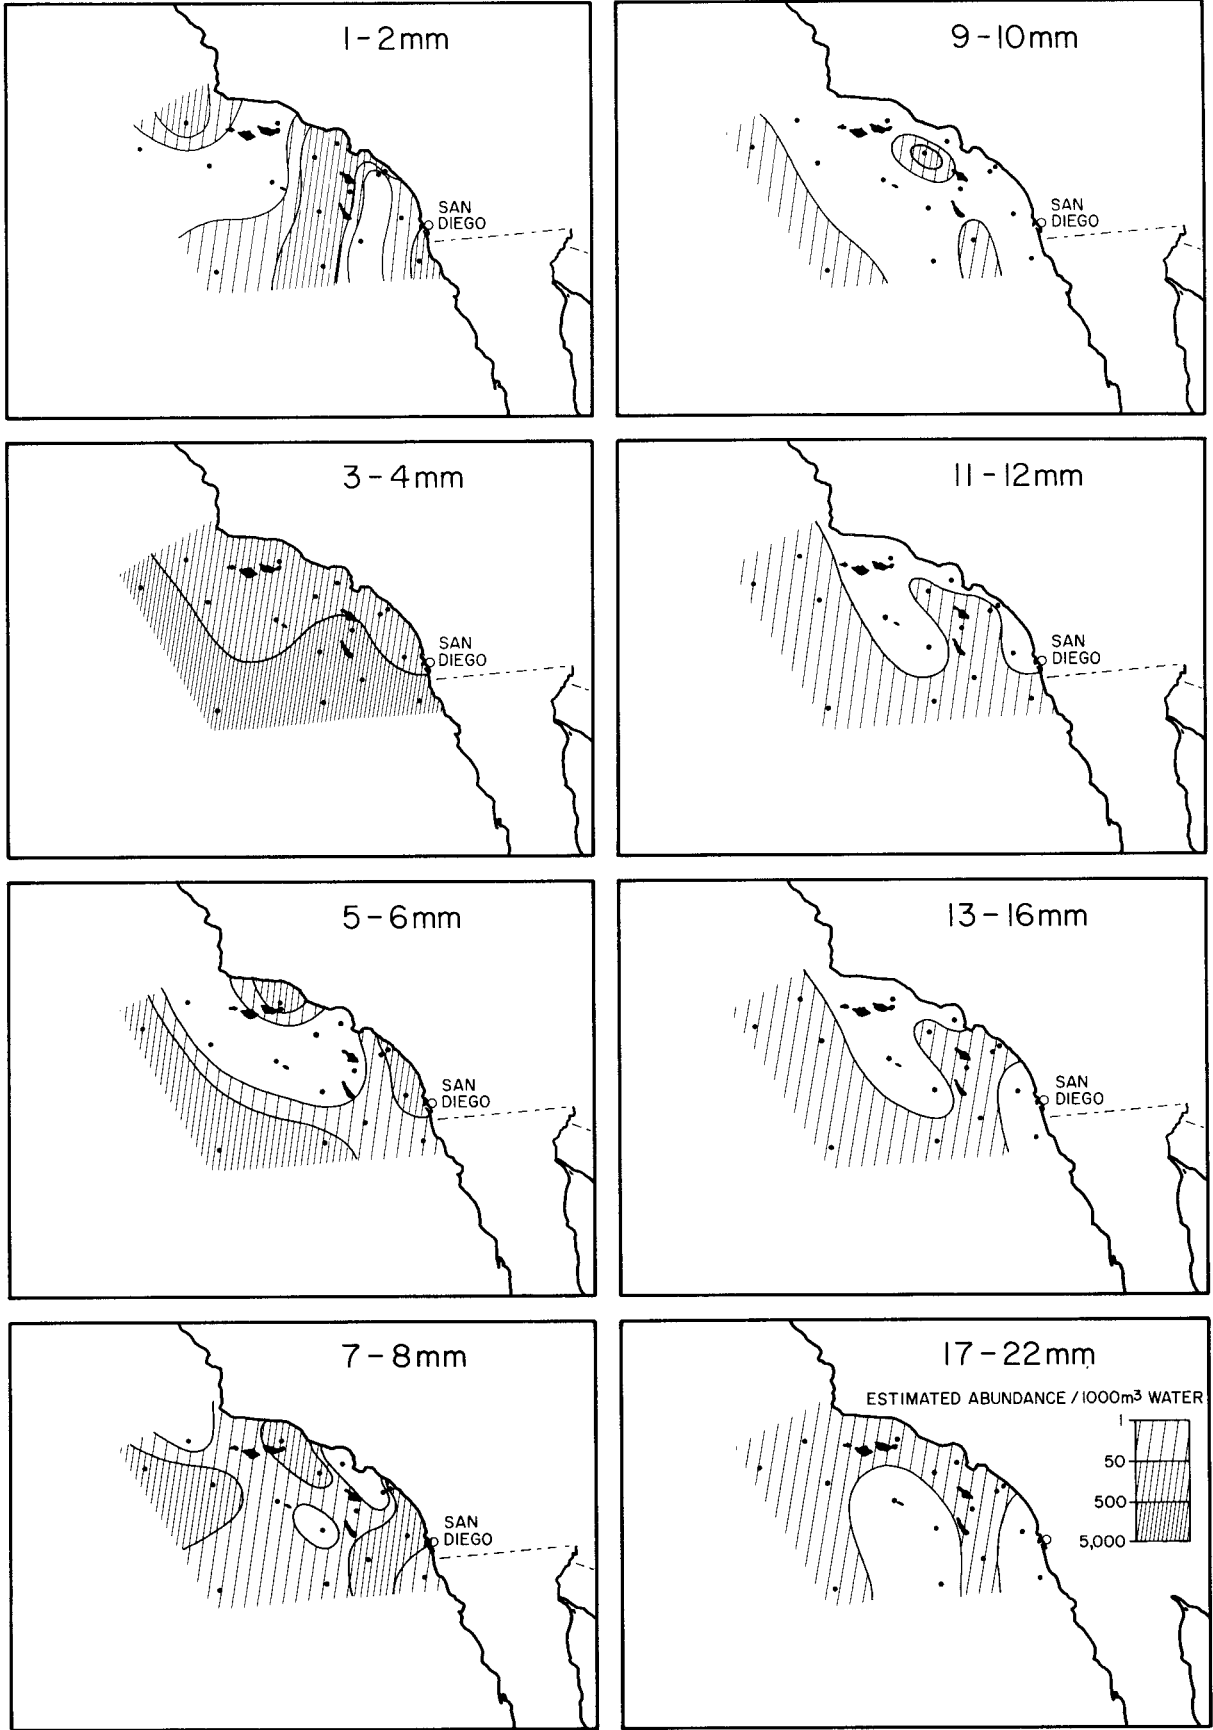 1-2mm
SAN
DIEGO
9-10mm
SAN
DIEGO
3-4mm
SAN
DIEGO
11-12mm
SAN
DIEGO
5-6mm
SAN
DIEGO
13-16mm
SAN
DIEGO
7-8mm
SAN
DIEGO
17-22mm
ESTIMATED ABUNDANCE / 1000m³ WATER
1
50
500
5,000